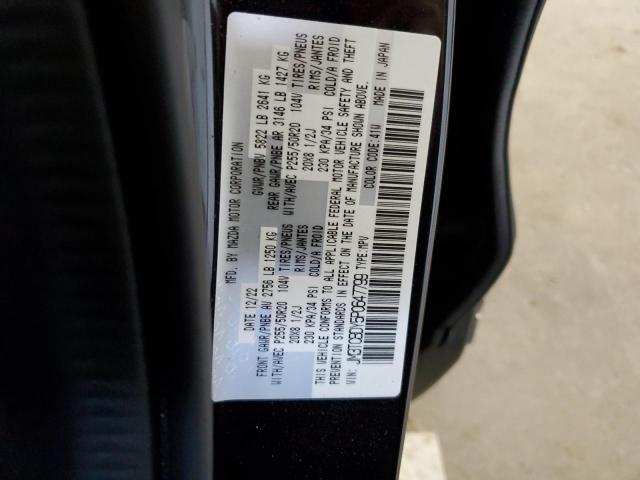 MFD. BY MAZDA MOTOR CORPORATION
DATE 12/22 GVWR/PNBV 5822 LB 2641 KG
FRONT GAWR/PNBE AV 2756 LB 1250 KG REAR GAWR/PNBE AR 3146 LB 1427 KG
WITH/AVEC P255/50R20 104V TIRES/PNEUS WITH/AVEC P255/50R20 104V TIRES/PNEUS
20X8 1/2J RIMS/JANTES 20X8 1/2J RIMS/JANTES
230 KPA/34 PSI COLD/A FROID 230 KPA/34 PSI COLD/A FROID
THIS VEHICLE CONFORMS TO ALL APPLICABLE FEDERAL MOTOR VEHICLE SAFETY AND THEFT
PREVENTION STANDARDS IN EFFECT ON THE DATE OF MANUFACTURE SHOWN ABOVE.
VIN: JM3TCBDY5P0647799 TYPE:MPV COLOR CODE:41V MADE IN JAPAN